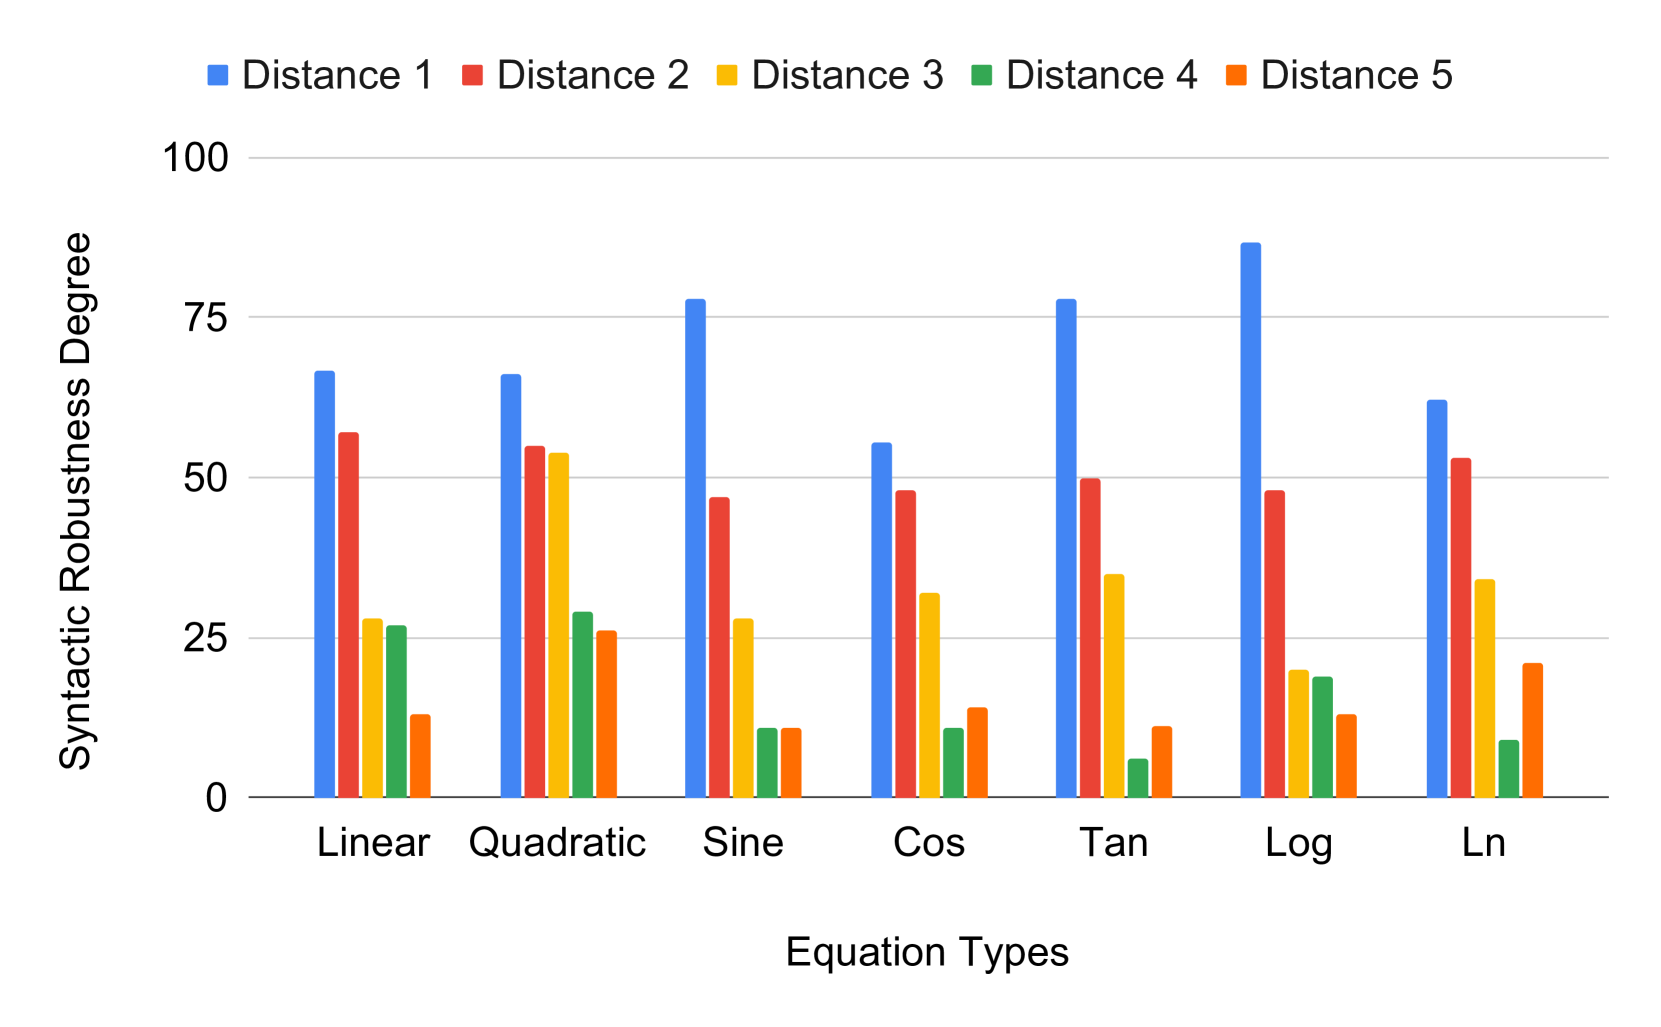 Distance 1 Distance 2 Distance 3 Distance 4 Distance 5
100
75
50
25
0
Syntactic Robustness Degree
Linear Quadratic Sine Cos Tan Log Ln
Equation Types